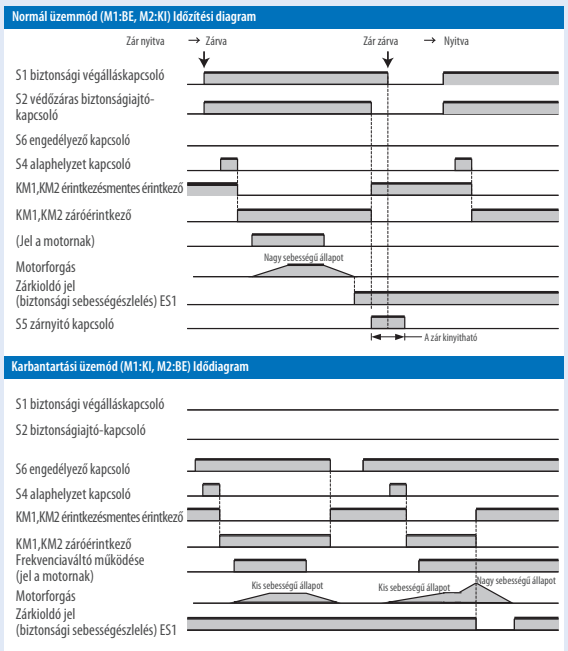 Normál üzemmód (M1:BE, M2:KI) Időzítési diagram
Zár nyitva → Zárva
Zár zárva → Nyitva
S1 biztonsági végálláskapcsoló
S2 védőzáras biztonságiajtó-
kapcsoló
S6 engedélyező kapcsoló
S4 alaphelyzet kapcsoló
KM1,KM2 érintkezésmentes érintkező
KM1,KM2 záróérintkező
(Jel a motornak)
Nagy sebességű állapot
Motorforgás
Zárkioldó jel
(biztonsági sebességészlelés) ES1
S5 zárnyitó kapcsoló
A zár kinyitható
Karbantartási üzemód (M1:KI, M2:BE) Idődiagram
S1 biztonsági végálláskapcsoló
S2 biztonságiajtó-kapcsoló
S6 engedélyező kapcsoló
S4 alaphelyzet kapcsoló
KM1,KM2 érintkezésmentes érintkező
KM1,KM2 záróérintkező
Frekvenciaváltó működése
(jel a motornak)
Kis sebességű állapot
Kis sebességű állapot
Nagy sebességű állapot
Motorforgás
Zárkioldó jel
(biztonsági sebességészlelés) ES1